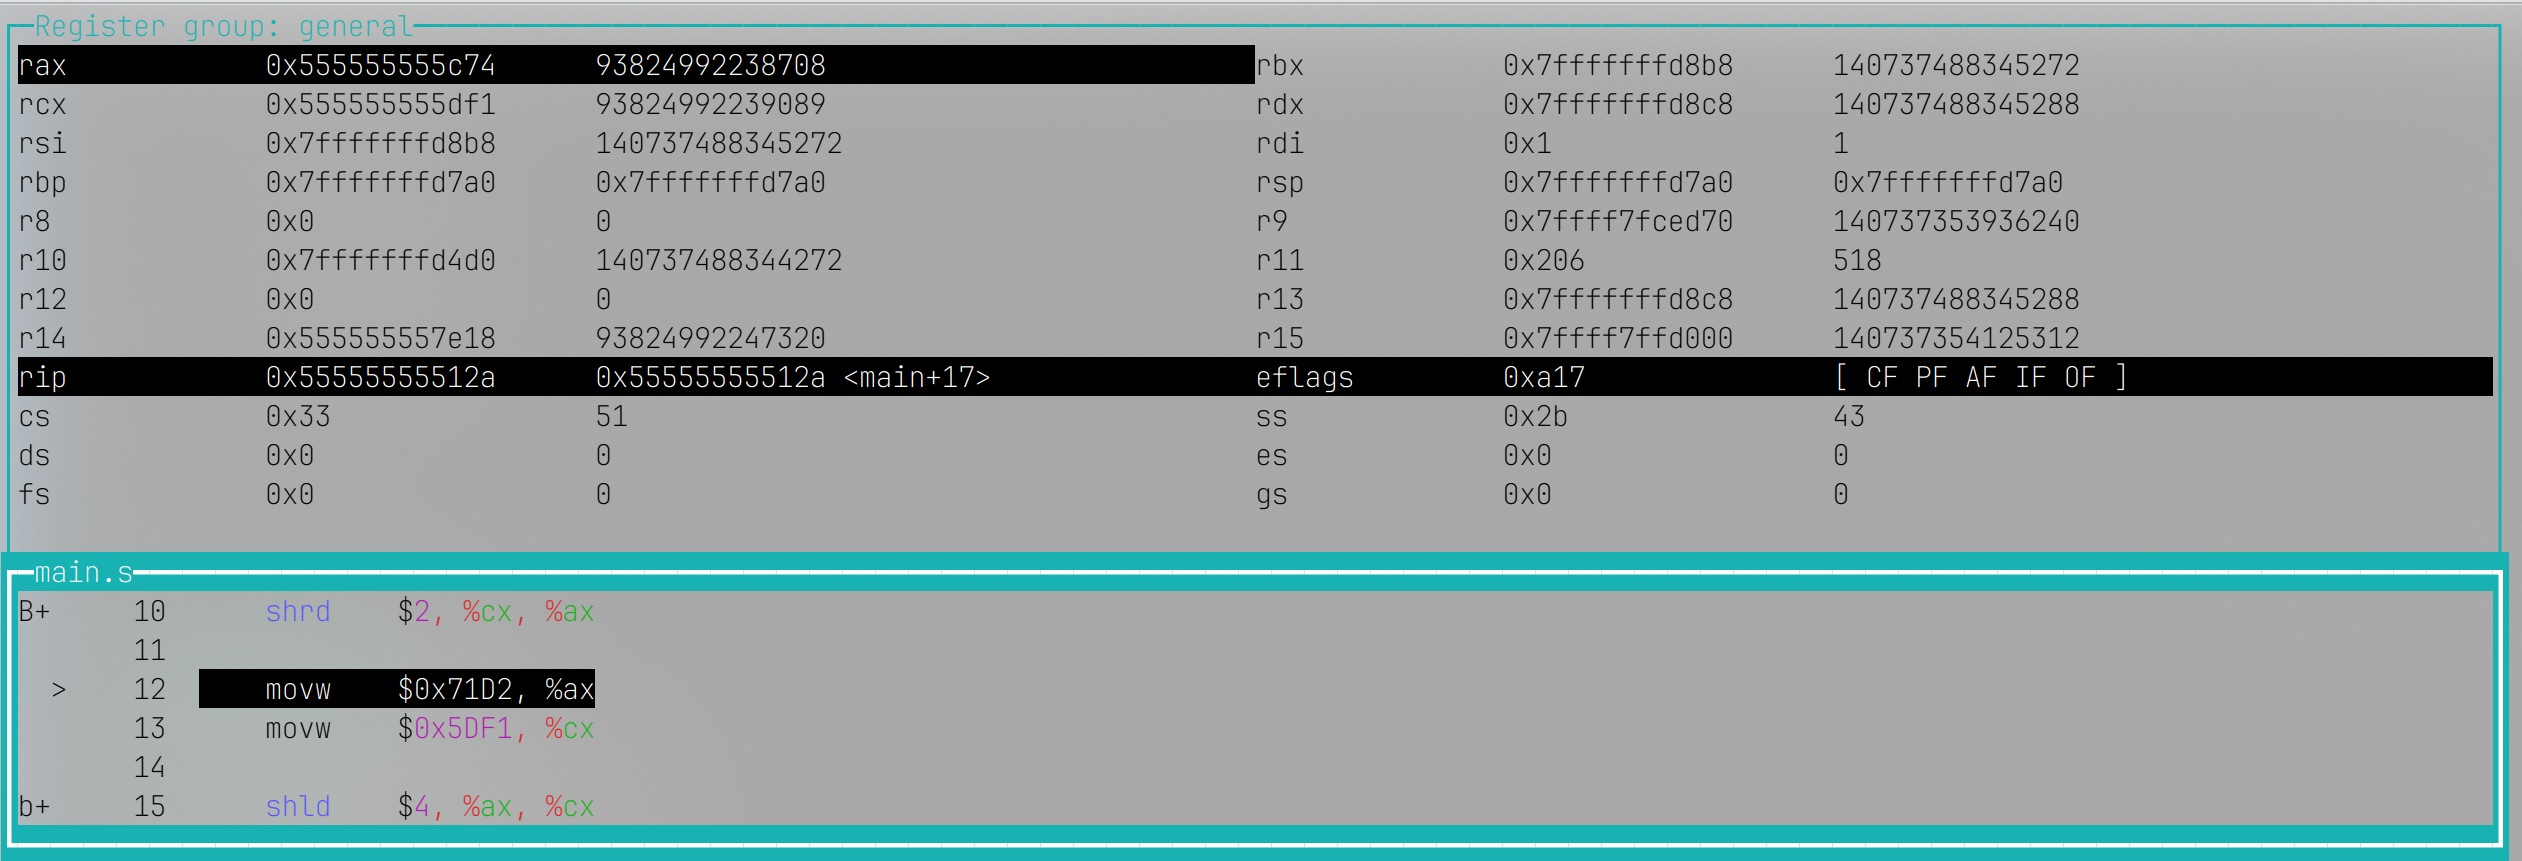 Register group: general
rax 0x555555555c74 93824992238708 rbx 0x7fffffffd8b8 140737488345272
rcx 0x555555555df1 93824992239089 rdx 0x7fffffffd8c8 140737488345288
rsi 0x7fffffffd8b8 140737488345272 rdi 0x1 1
rbp 0x7fffffffd7a0 0x7fffffffd7a0 rsp 0x7fffffffd7a0 0x7fffffffd7a0
r8 0x0 0 r9 0x7ffff7fced70 140737353936240
r10 0x7fffffffd4d0 140737488344272 r11 0x206 518
r12 0x0 0 r13 0x7fffffffd8c8 140737488345288
r14 0x555555557e18 93824992247320 r15 0x7ffff7ffd000 140737354125312
rip 0x55555555512a 0x55555555512a <main+17> eflags 0xa17 [ CF PF AF IF OF ]
cs 0x33 51 ss 0x2b 43
ds 0x0 0 es 0x0 0
fs 0x0 0 gs 0x0 0
main.s
B+ 10 shrd $2, %cx, %ax
11
> 12 movw $0x71D2, %ax
13 movw $0x5DF1, %cx
14
b+ 15 shld $4, %ax, %cx